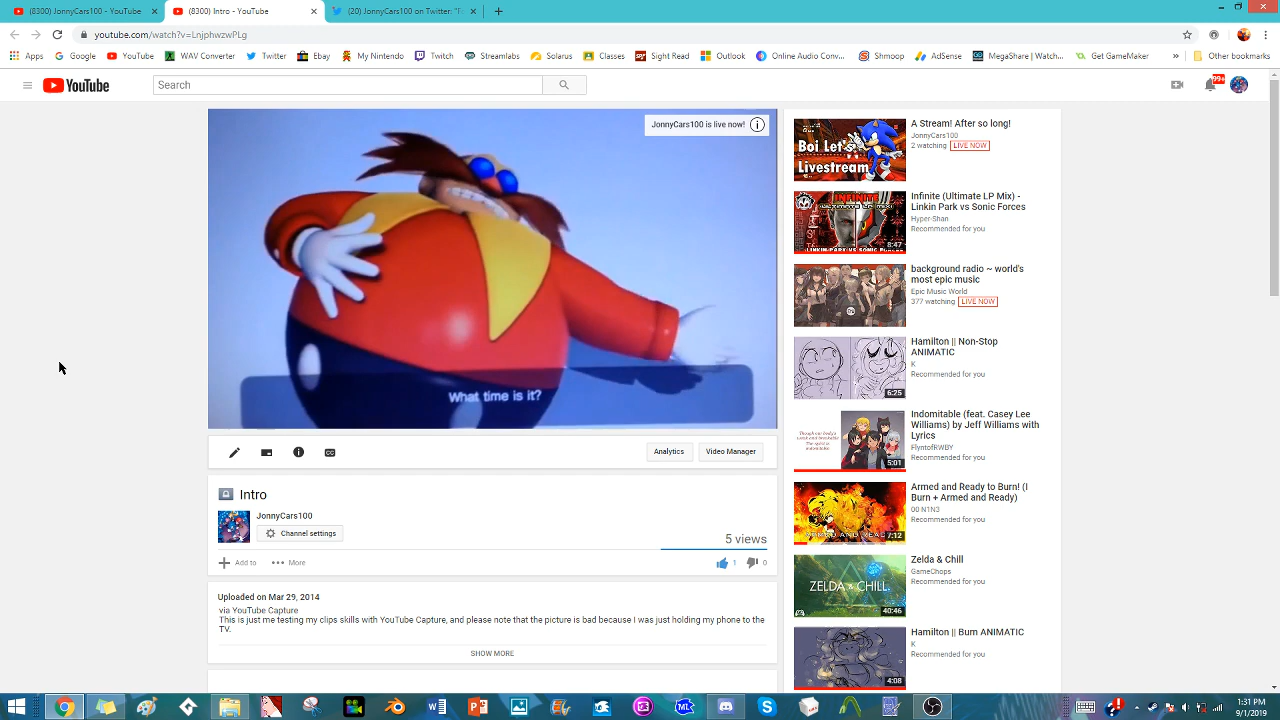 (8300) JonnyCars100 - YouTube
(8300) Intro - YouTube
(20) JonnyCars100 on Twitter: "F
youtube.com/watch?v=LnjphwzwPLg
Apps
Google
YouTube
WAV Converter
Twitter
Ebay
My Nintendo
Twitch
Streamlabs
Solarus
Classes
Sight Read
Outlook
Online Audio Conv...
Shmoop
AdSense
MegaShare | Watch...
Get GameMaker
»
Other bookmarks
YouTube
Search
99+
JonnyCars100 is live now!
What time is it?
Analytics
Video Manager
Intro
JonnyCars100
Channel settings
5 views
Add to
More
1
0
Uploaded on Mar 29, 2014
via YouTube Capture
This is just me testing my clips skills with YouTube Capture, so please note that the picture is bad because i was just holding my phone to the
TV.
SHOW MORE
Boi Let's
Livestream
A Stream! After so long!
JonnyCars100
2 watching LIVE NOW
INFINITE
8:47
Infinite (Ultimate LP Mix) -
Linkin Park vs Sonic Forces
Hyper-Shan
Recommended for you
background radio ~ world's
most epic music
Epic Music World
377 watching LIVE NOW
6:25
Hamilton || Non-Stop
ANIMATIC
K
Recommended for you
5:01
Indomitable (feat. Casey Lee
Williams) by Jeff Williams with
Lyrics
FlyntofRWBY
Recommended for you
7:12
Armed and Ready to Burn! (I
Burn + Armed and Ready)
00 N1N3
Recommended for you
ZELDA & CHILL
40:46
Zelda & Chill
GameChops
Recommended for you
4:08
Hamilton || Burn ANIMATIC
K
Recommended for you
1:31 PM
9/1/2019